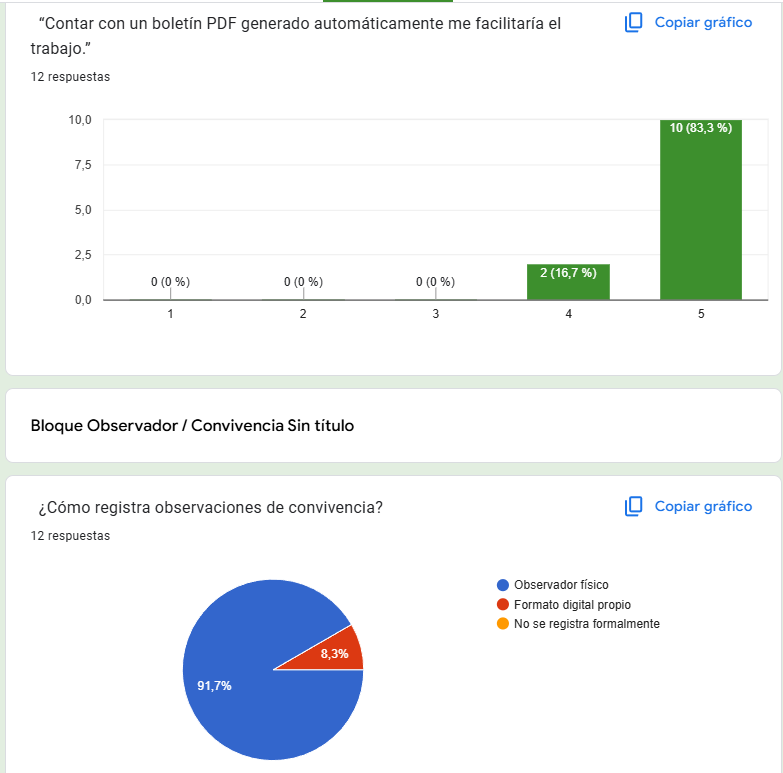 “Contar con un boletín PDF generado automáticamente me facilitaría el
trabajo.”
Copiar gráfico
12 respuestas
10,0
7,5
5,0
2,5
0,0
0 (0 %)
0 (0 %)
0 (0 %)
2 (16,7 %)
10 (83,3 %)
1
2
3
4
5
Bloque Observador / Convivencia Sin título
¿Cómo registra observaciones de convivencia?
Copiar gráfico
12 respuestas
Observador físico
Formato digital propio
No se registra formalmente
8,3%
91,7%